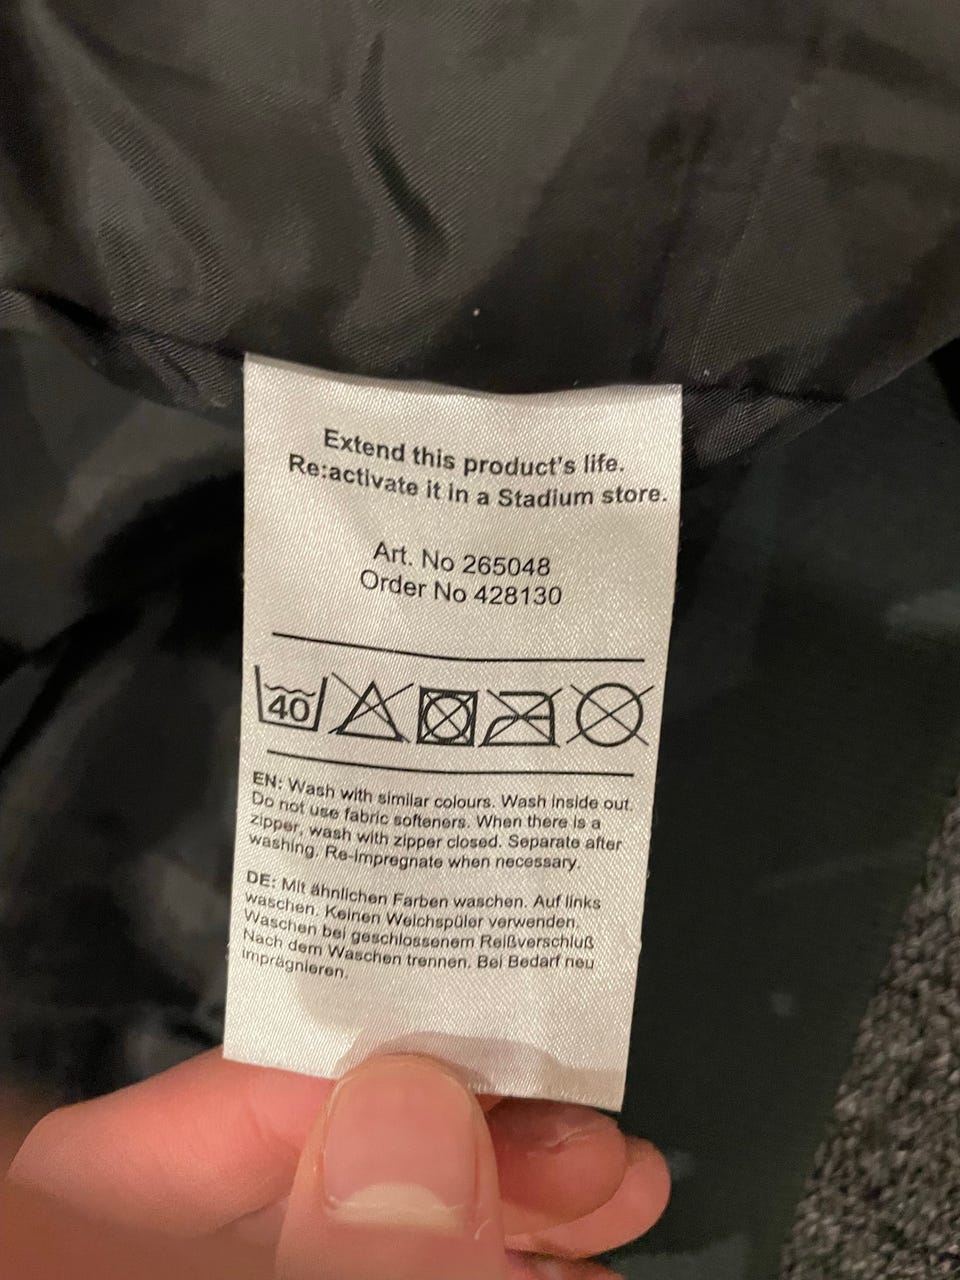 Extend this product's life.
Re:activate it in a Stadium store.
Art. No 265048
Order No 428130
40
EN: Wash with similar colours. Wash inside out.
Do not use fabric softeners. When there is a
zipper, wash with zipper closed. Separate after
washing. Re-impregnate when necessary.
DE: Mit ähnlichen Farben waschen. Auf links
waschen. Keinen Weichspüler verwenden.
Waschen bei geschlossenem Reißverschluß
Nach dem Waschen trennen. Bei Bedarf neu
imprägnieren.